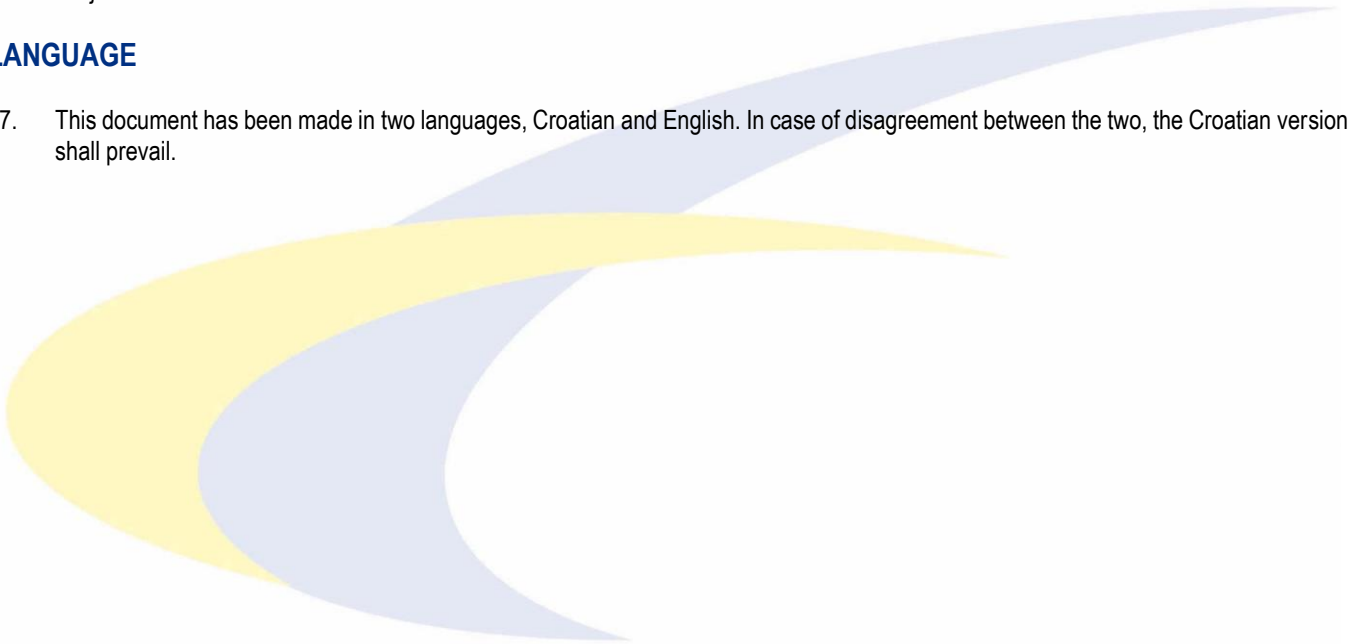 LANGUAGE
7. This document has been made in two languages, Croatian and English. In case of disagreement between the two, the Croatian version
shall prevail.